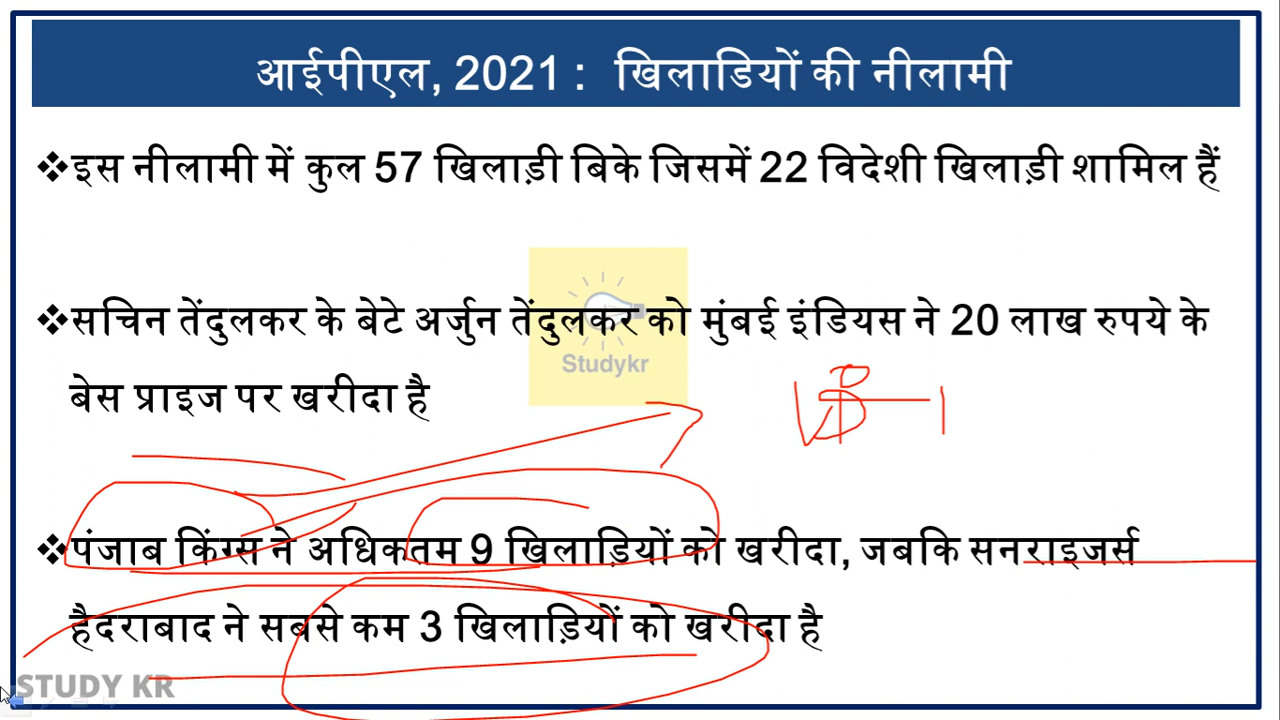 आईपीएल, 2021 : खिलाडियों की नीलामी
❖इस नीलामी में कुल 57 खिलाड़ी बिके जिसमें 22 विदेशी खिलाड़ी शामिल हैं
❖सचिन तेंदुलकर के बेटे अर्जुन तेंदुलकर को मुंबई इंडियस ने 20 लाख रुपये के
बेस प्राइज पर खरीदा है
Studykr
❖पंजाब किंग्स ने अधिकतम 9 खिलाड़ियों को खरीदा, जबकि सनराइजर्स
हैदराबाद ने सबसे कम 3 खिलाड़ियों को खरीदा है
STUDY KR